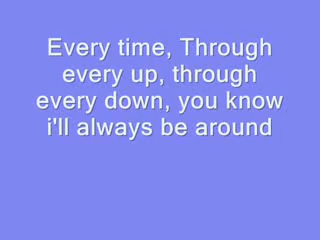 Every time, Through
every up, through
every down, you know
i'll always be around